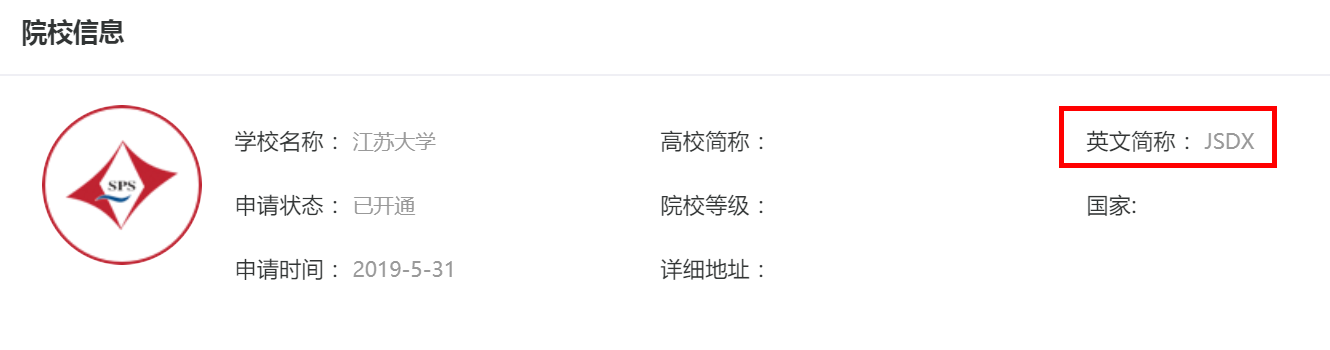 院校信息
学校名称： 江苏大学 高校简称： 英文简称： JSDX
SPS
申请状态： 已开通 院校等级： 国家:
申请时间： 2019-5-31 详细地址：